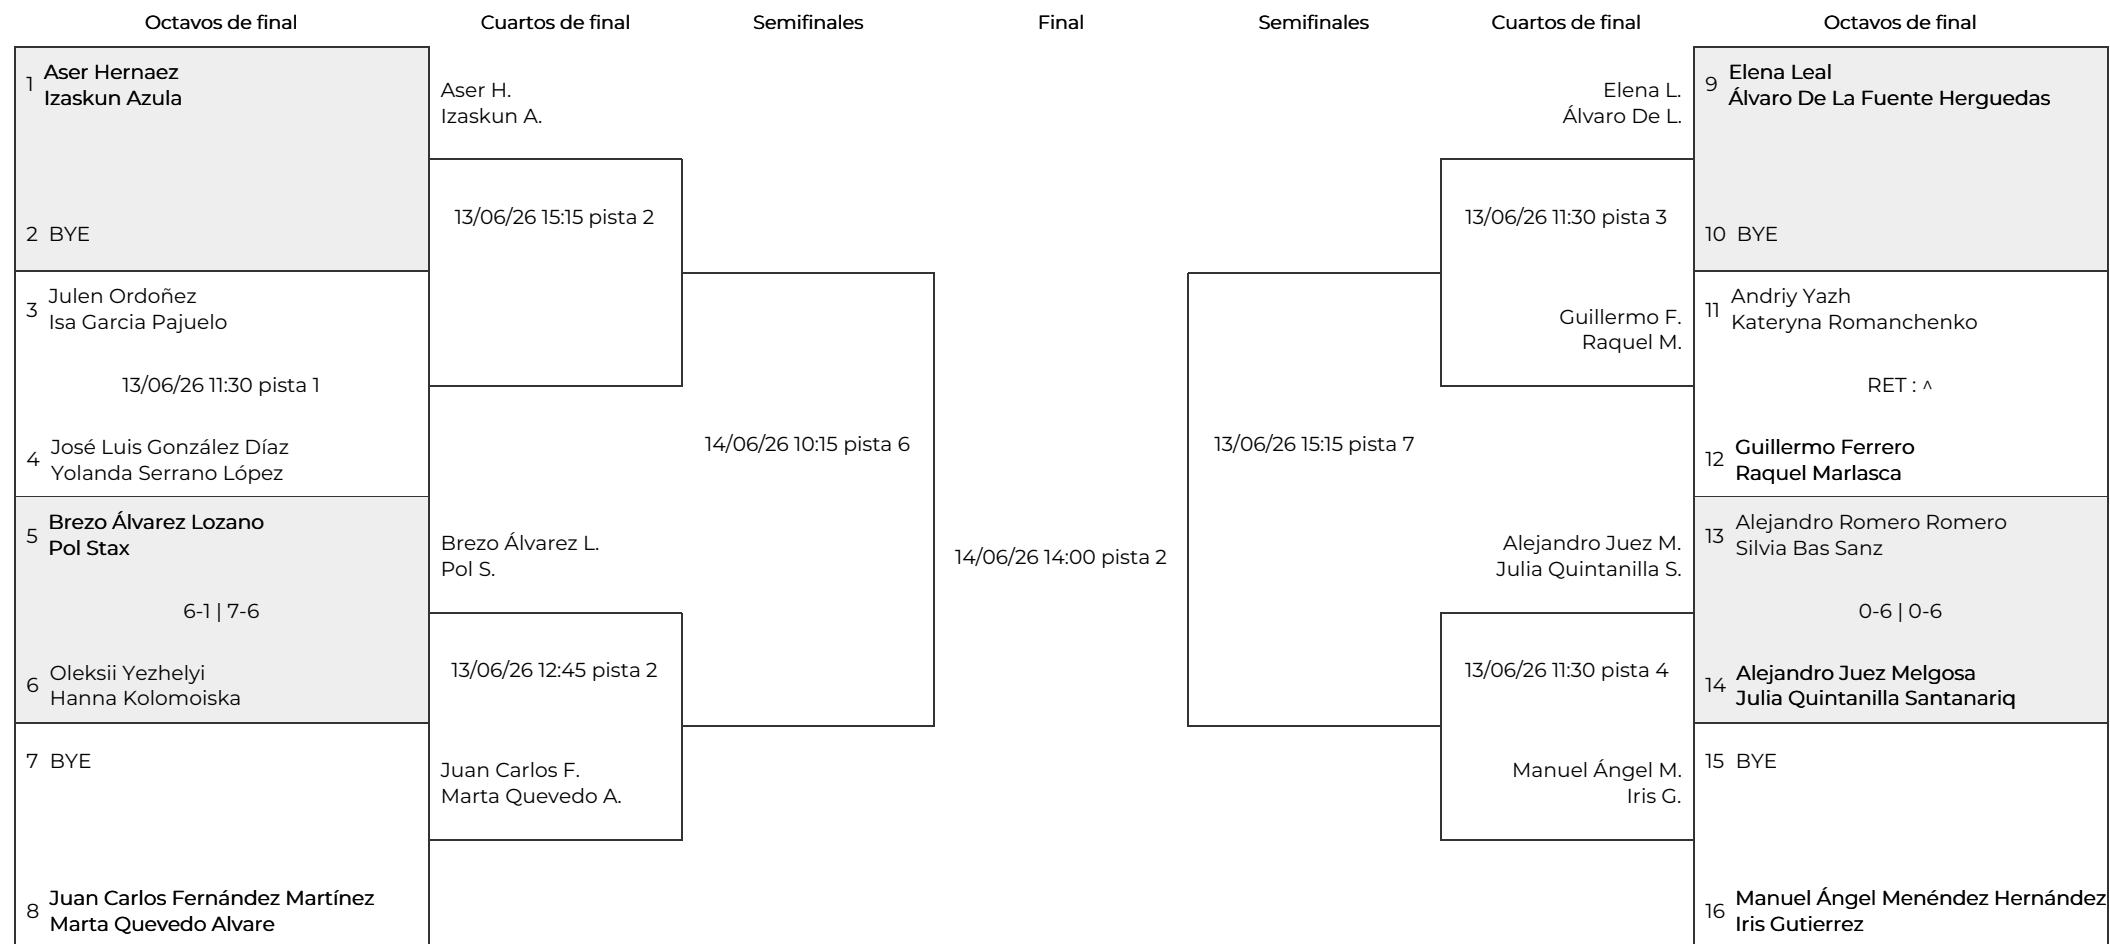 Octavos de final
Cuartos de final
Semifinales
Final
Semifinales
Cuartos de final
Octavos de final
1 Aser Hernaez
Izaskun Azula
2 BYE
3 Julen Ordoñez
Isa Garcia Pajuelo
13/06/26 11:30 pista 1
4 José Luis González Díaz
Yolanda Serrano López
5 Brezo Álvarez Lozano
Pol Stax
6-1 | 7-6
6 Oleksii Yezhelyi
Hanna Kolomoiska
7 BYE
8 Juan Carlos Fernández Martínez
Marta Quevedo Alvare
Aser H.
Izaskun A.
13/06/26 15:15 pista 2
Brezo Álvarez L.
Pol S.
13/06/26 12:45 pista 2
Juan Carlos F.
Marta Quevedo A.
14/06/26 10:15 pista 6
14/06/26 14:00 pista 2
13/06/26 15:15 pista 7
Elena L.
Álvaro De L.
13/06/26 11:30 pista 3
Guillermo F.
Raquel M.
Alejandro Juez M.
Julia Quintanilla S.
13/06/26 11:30 pista 4
Manuel Ángel M.
Iris G.
9 Elena Leal
Álvaro De La Fuente Herguedas
10 BYE
11 Andriy Yazh
Kateryna Romanchenko
RET : ^
12 Guillermo Ferrero
Raquel Marlasca
13 Alejandro Romero Romero
Silvia Bas Sanz
0-6 | 0-6
14 Alejandro Juez Melgosa
Julia Quintanilla Santanariq
15 BYE
16 Manuel Ángel Menéndez Hernández
Iris Gutierrez